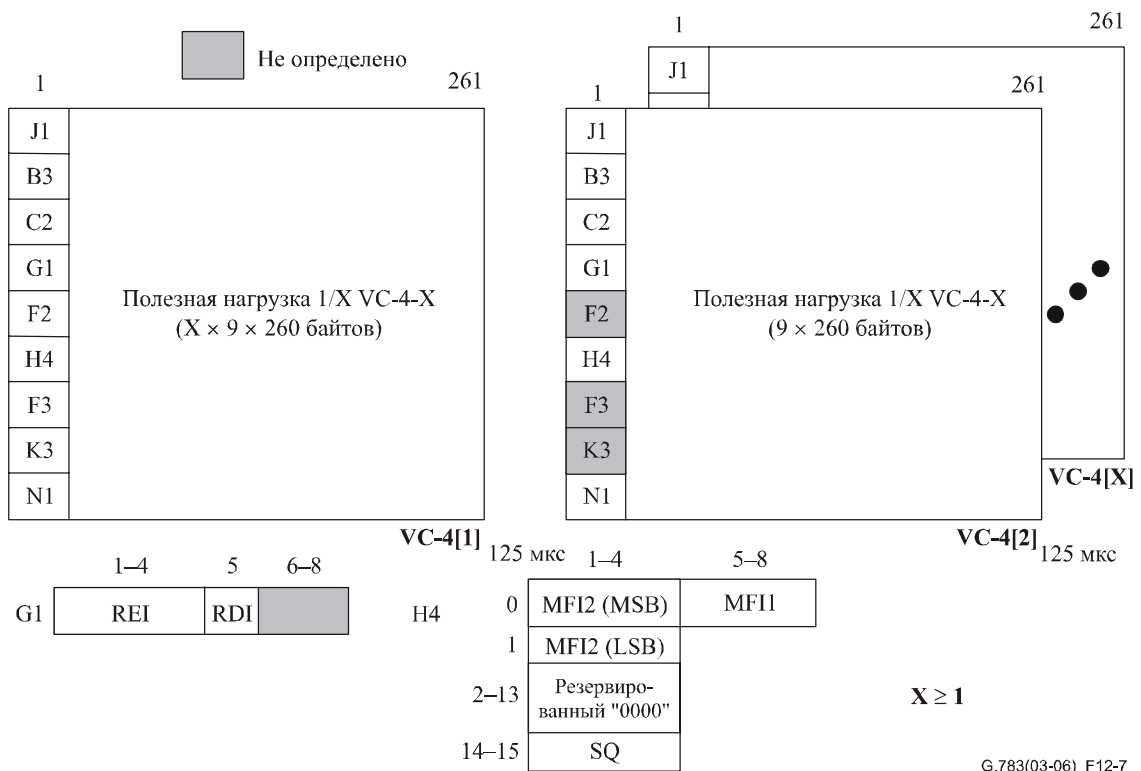 Не определено
1
261
J1
B3
C2
G1
F2
H4
F3
K3
N1
Полезная нагрузка 1/X VC-4-X
(X × 9 × 260 байтов)
VC-4[1]
125 мкс
1
261
J1
1
261
J1
B3
C2
G1
F2
H4
F3
K3
N1
Полезная нагрузка 1/X VC-4-X
(9 × 260 байтов)
VC-4[X]
VC-4[2]
125 мкс
1–4
5
6–8
G1
REI
RDI
H4
1–4
5–8
0
MFI2 (MSB)
MFI1
1
MFI2 (LSB)
2–13
Резервиро-
ванный "0000"
14–15
SQ
X ≥ 1
G.783(03-06)_F12-7